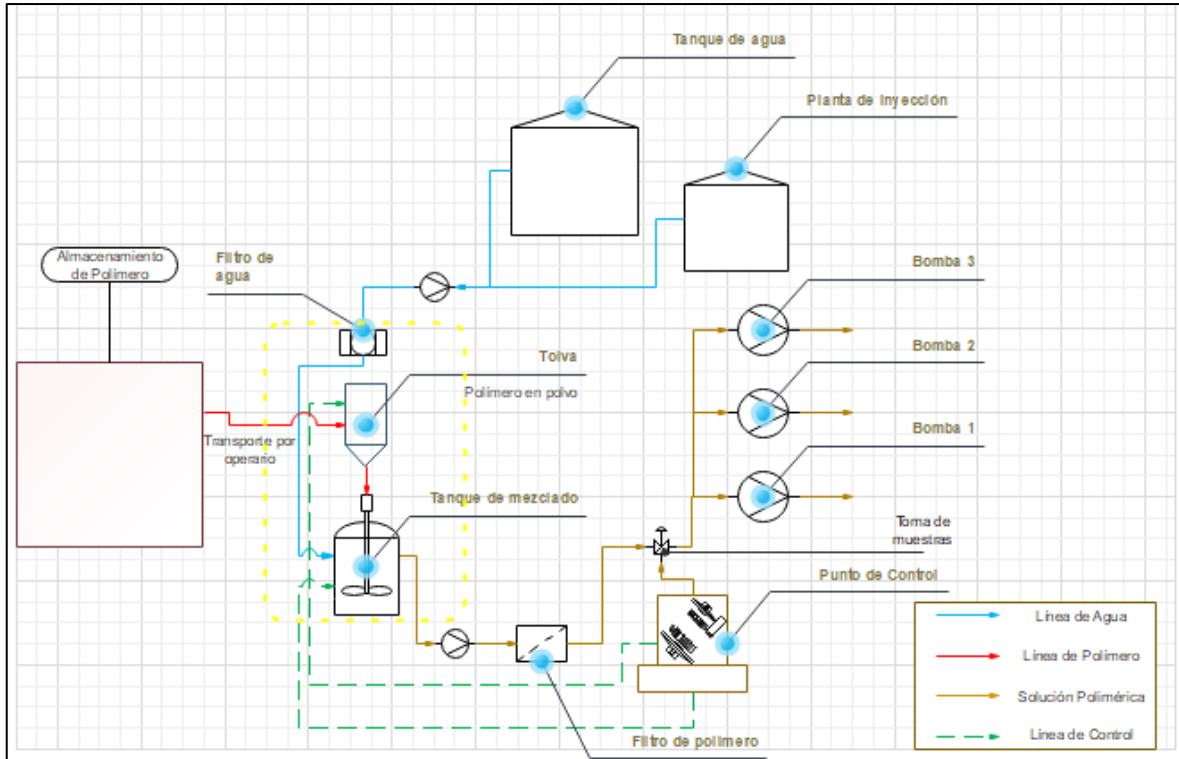 Tanque de agua
Planta de Inyección
Almacenamiento
de Polímero
Filtro de
agua
Bomba 3
Tolva
Polímero en polvo
Bomba 2
Transporte por
operario
Bomba 1
Tanque de mezclado
Toma de
muestras
Punto de Control
Línea de Agua
Línea de Polímero
Solución Polimérica
Línea de Control
Filtro de polímero